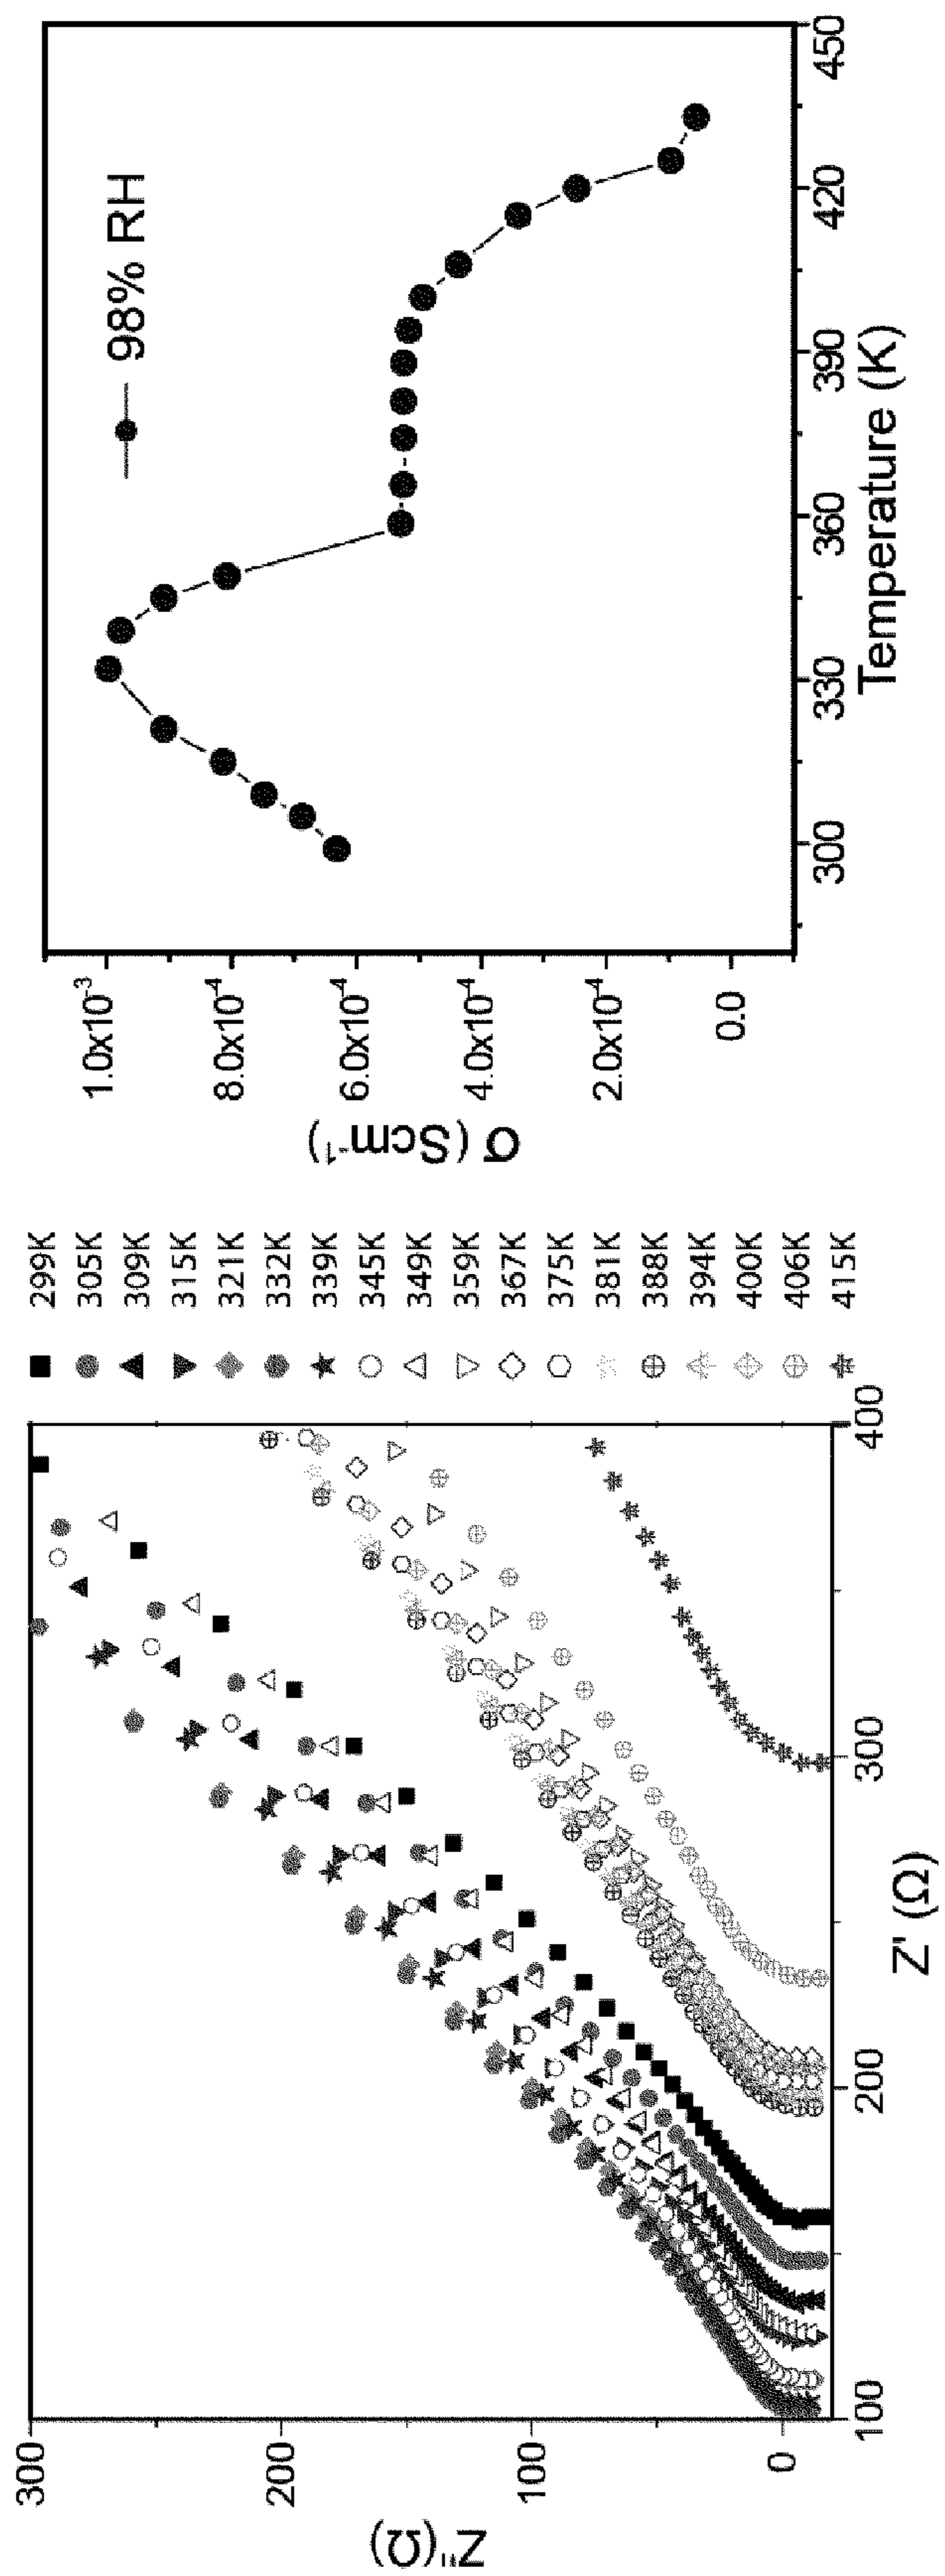 300
200
100
0
Z''(Ω)
100
200
300
400
Z' (Ω)
299K
305K
309K
315K
321K
332K
339K
345K
349K
359K
367K
375K
381K
388K
394K
400K
406K
415K
1.0x10⁻³
8.0x10⁻⁴
6.0x10⁻⁴
4.0x10⁻⁴
2.0x10⁻⁴
0.0
σ (Scm⁻¹)
98% RH
300
330
360
390
420
450
Temperature (K)